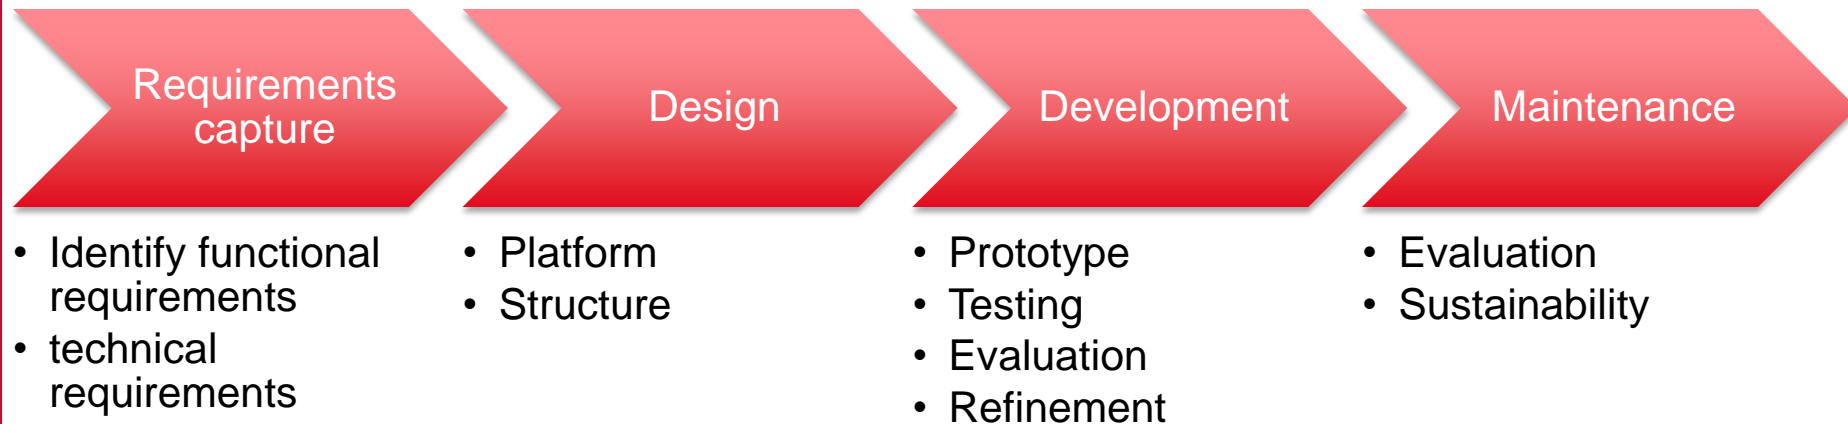 Requirements
capture
• Identify functional
requirements
• technical
requirements
Design
• Platform
• Structure
Development
• Prototype
• Testing
• Evaluation
• Refinement
Maintenance
• Evaluation
• Sustainability